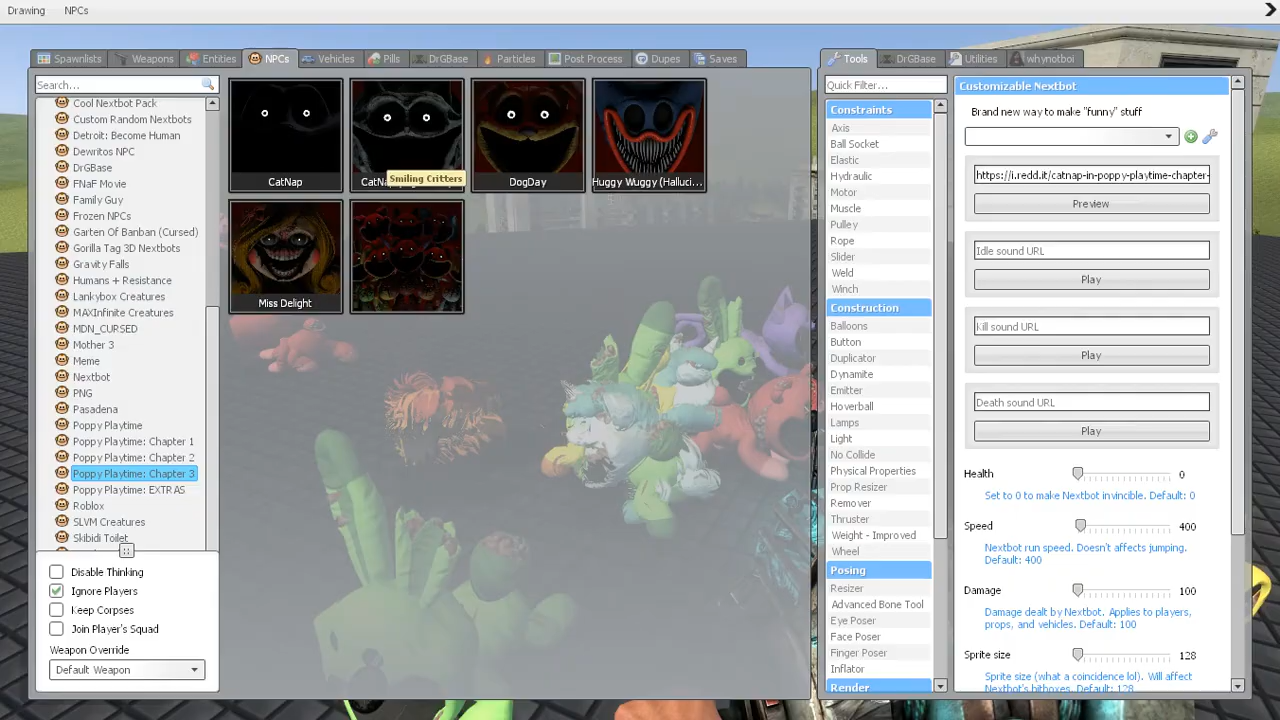 Drawing NPCs
Spawnlists Weapons Entities NPCs Vehicles Pills DrGBase Particles Post Process Dupes Saves
Search...
Cool Nextbot Pack
Custom Random Nextbots
Detroit: Become Human
Dewritos NPC
DrGBase
FNaF Movie
Family Guy
Frozen NPCs
Garten Of Banban (Cursed)
Gorilla Tag 3D Nextbots
Gravity Falls
Humans + Resistance
Lankybox Creatures
MAXInfinite Creatures
MDN_CURSED
Mother 3
Meme
Nextbot
PNG
Pasadena
Poppy Playtime
Poppy Playtime: Chapter 1
Poppy Playtime: Chapter 2
Poppy Playtime: Chapter 3
Poppy Playtime: EXTRAS
Roblox
SLVM Creatures
Skibidi Toilet
Disable Thinking
Ignore Players
Keep Corpses
Join Player's Squad
Weapon Override
Default Weapon
CatNap
CatNa
Smiling Critters
DogDay
Huggy Wuggy (Halluci...
Miss Delight
Tools DrGBase Utilities whynotboi
Quick Filter...
Constraints
Axis
Ball Socket
Elastic
Hydraulic
Motor
Muscle
Pulley
Rope
Slider
Weld
Winch
Construction
Balloons
Button
Duplicator
Dynamite
Emitter
Hoverball
Lamps
Light
No Collide
Physical Properties
Prop Resizer
Remover
Thruster
Weight - Improved
Wheel
Posing
Resizer
Advanced Bone Tool
Eye Poser
Face Poser
Finger Poser
Inflator
Render
Customizable Nextbot
Brand new way to make "funny" stuff
https://i.redd.it/catnap-in-poppy-playtime-chapter-
Preview
Idle sound URL
Play
Kill sound URL
Play
Death sound URL
Play
Health 0
Set to 0 to make Nextbot invincible. Default: 0
Speed 400
Nextbot run speed. Doesn't affects jumping.
Default: 400
Damage 100
Damage dealt by Nextbot. Applies to players,
props, and vehicles. Default: 100
Sprite size 128
Sprite size (what a coincidence lol). Will affect
Nextbot's hitboxes. Default: 128